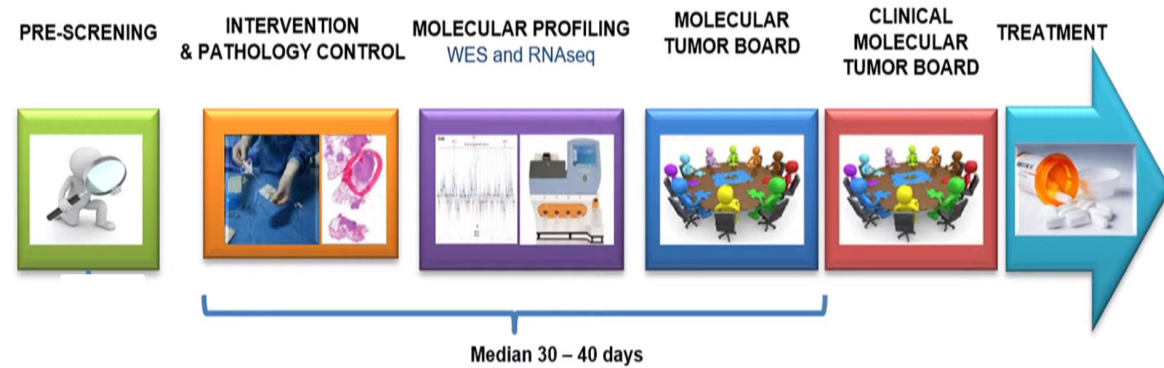 PRE-SCRENING
INTERVENTION
& PATHOLOGY CONTROL
MOLECULAR PROFILING
WES and RNAseq
MOLECULAR
TUMOR BOARD
CLINICAL
MOLECULAR
TUMOR BOARD
TREATMENT
Median 30 – 40 days